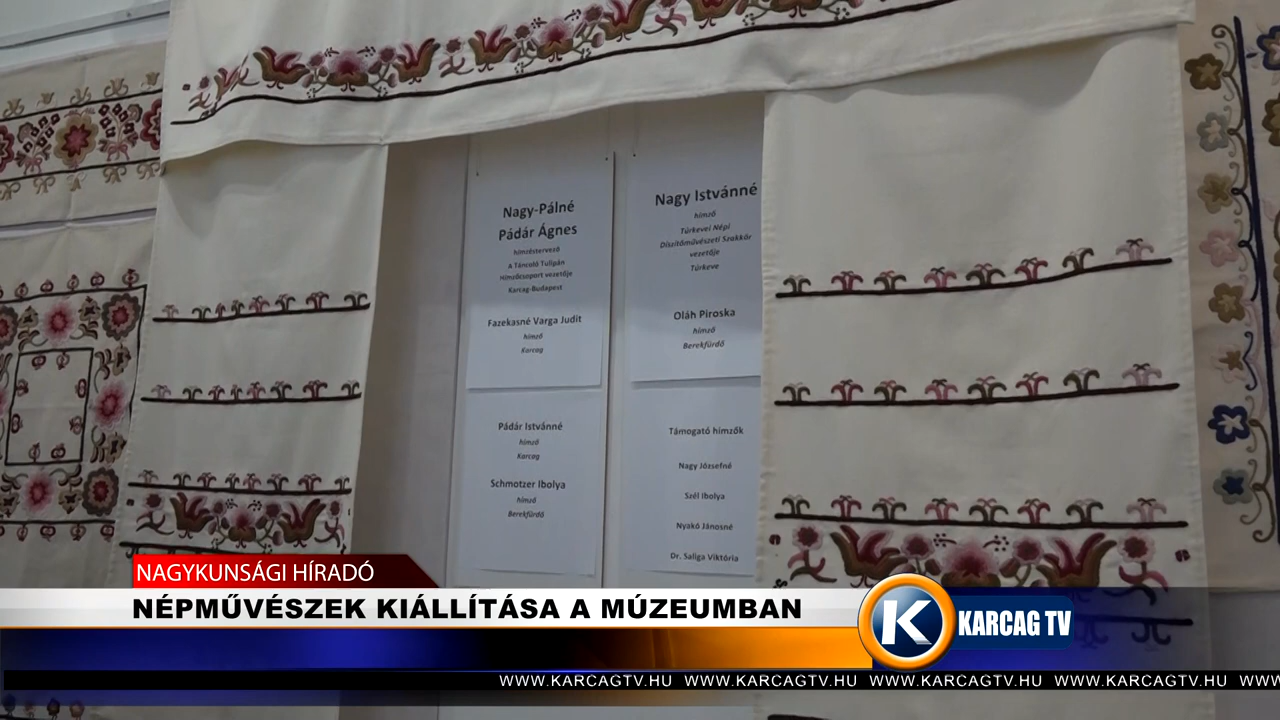 Nagy-Pálné
Pádár Ágnes
hímzéstervező
A Táncoló Tulipán
Hímzőcsoport vezetője
Karcag-Budapest
Fazekasné Varga Judit
hímző
Karcag
Pádár Istvánné
hímző
Karcag
Schmotzer Ibolya
hímző
Berekfürdő
Nagy Istvánné
hímző
Túrkevei Népi
Díszítőművészeti Szakkör
vezetője
Túrkeve
Oláh Piroska
hímző
Berekfürdő
Támogató hímzők
Nagy Józsefné
Szél Ibolya
Nyakó Jánosné
Dr. Saliga Viktória
NAGYKUNSÁGI HÍRADÓ
NÉPMŰVÉSZEK KIÁLLÍTÁSA A MÚZEUMBAN
K KARCAG TV
WWW.KARCAGTV.HU WWW.KARCAGTV.HU WWW.KARCAGTV.HU WWW.KARCAGTV.HU